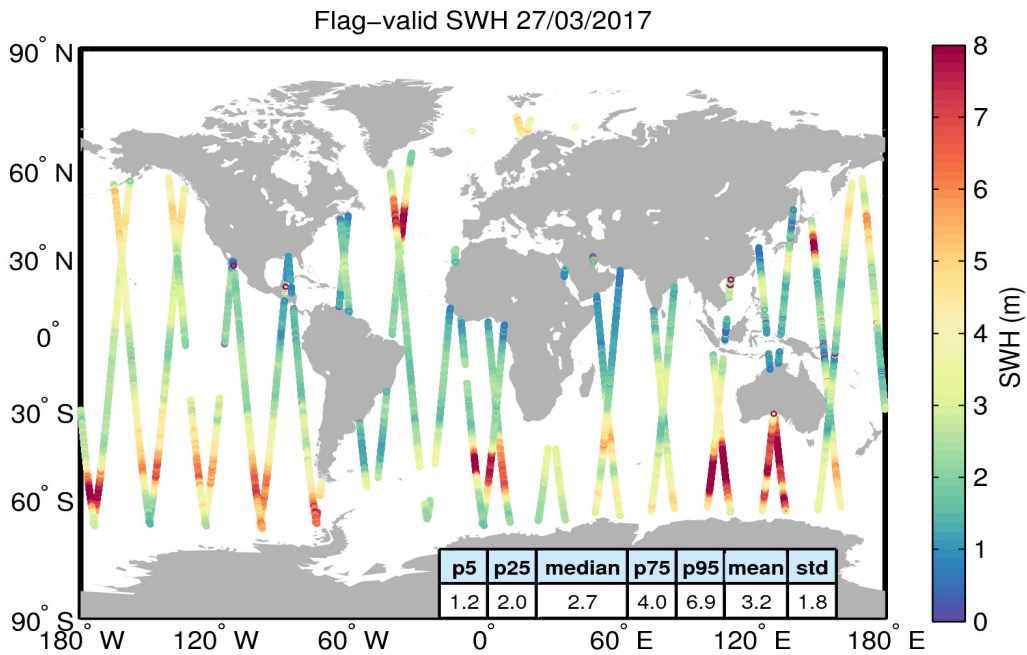 Flag−valid SWH 27/03/2017
90° N
60° N
30° N
0°
30° S
60° S
90° S
180° W
120° W
60° W
0°
60° E
120° E
180° E
p5 p25 median p75 p95 mean std
1.2 2.0 2.7 4.0 6.9 3.2 1.8
8
7
6
5
4
3
2
1
0
SWH (m)